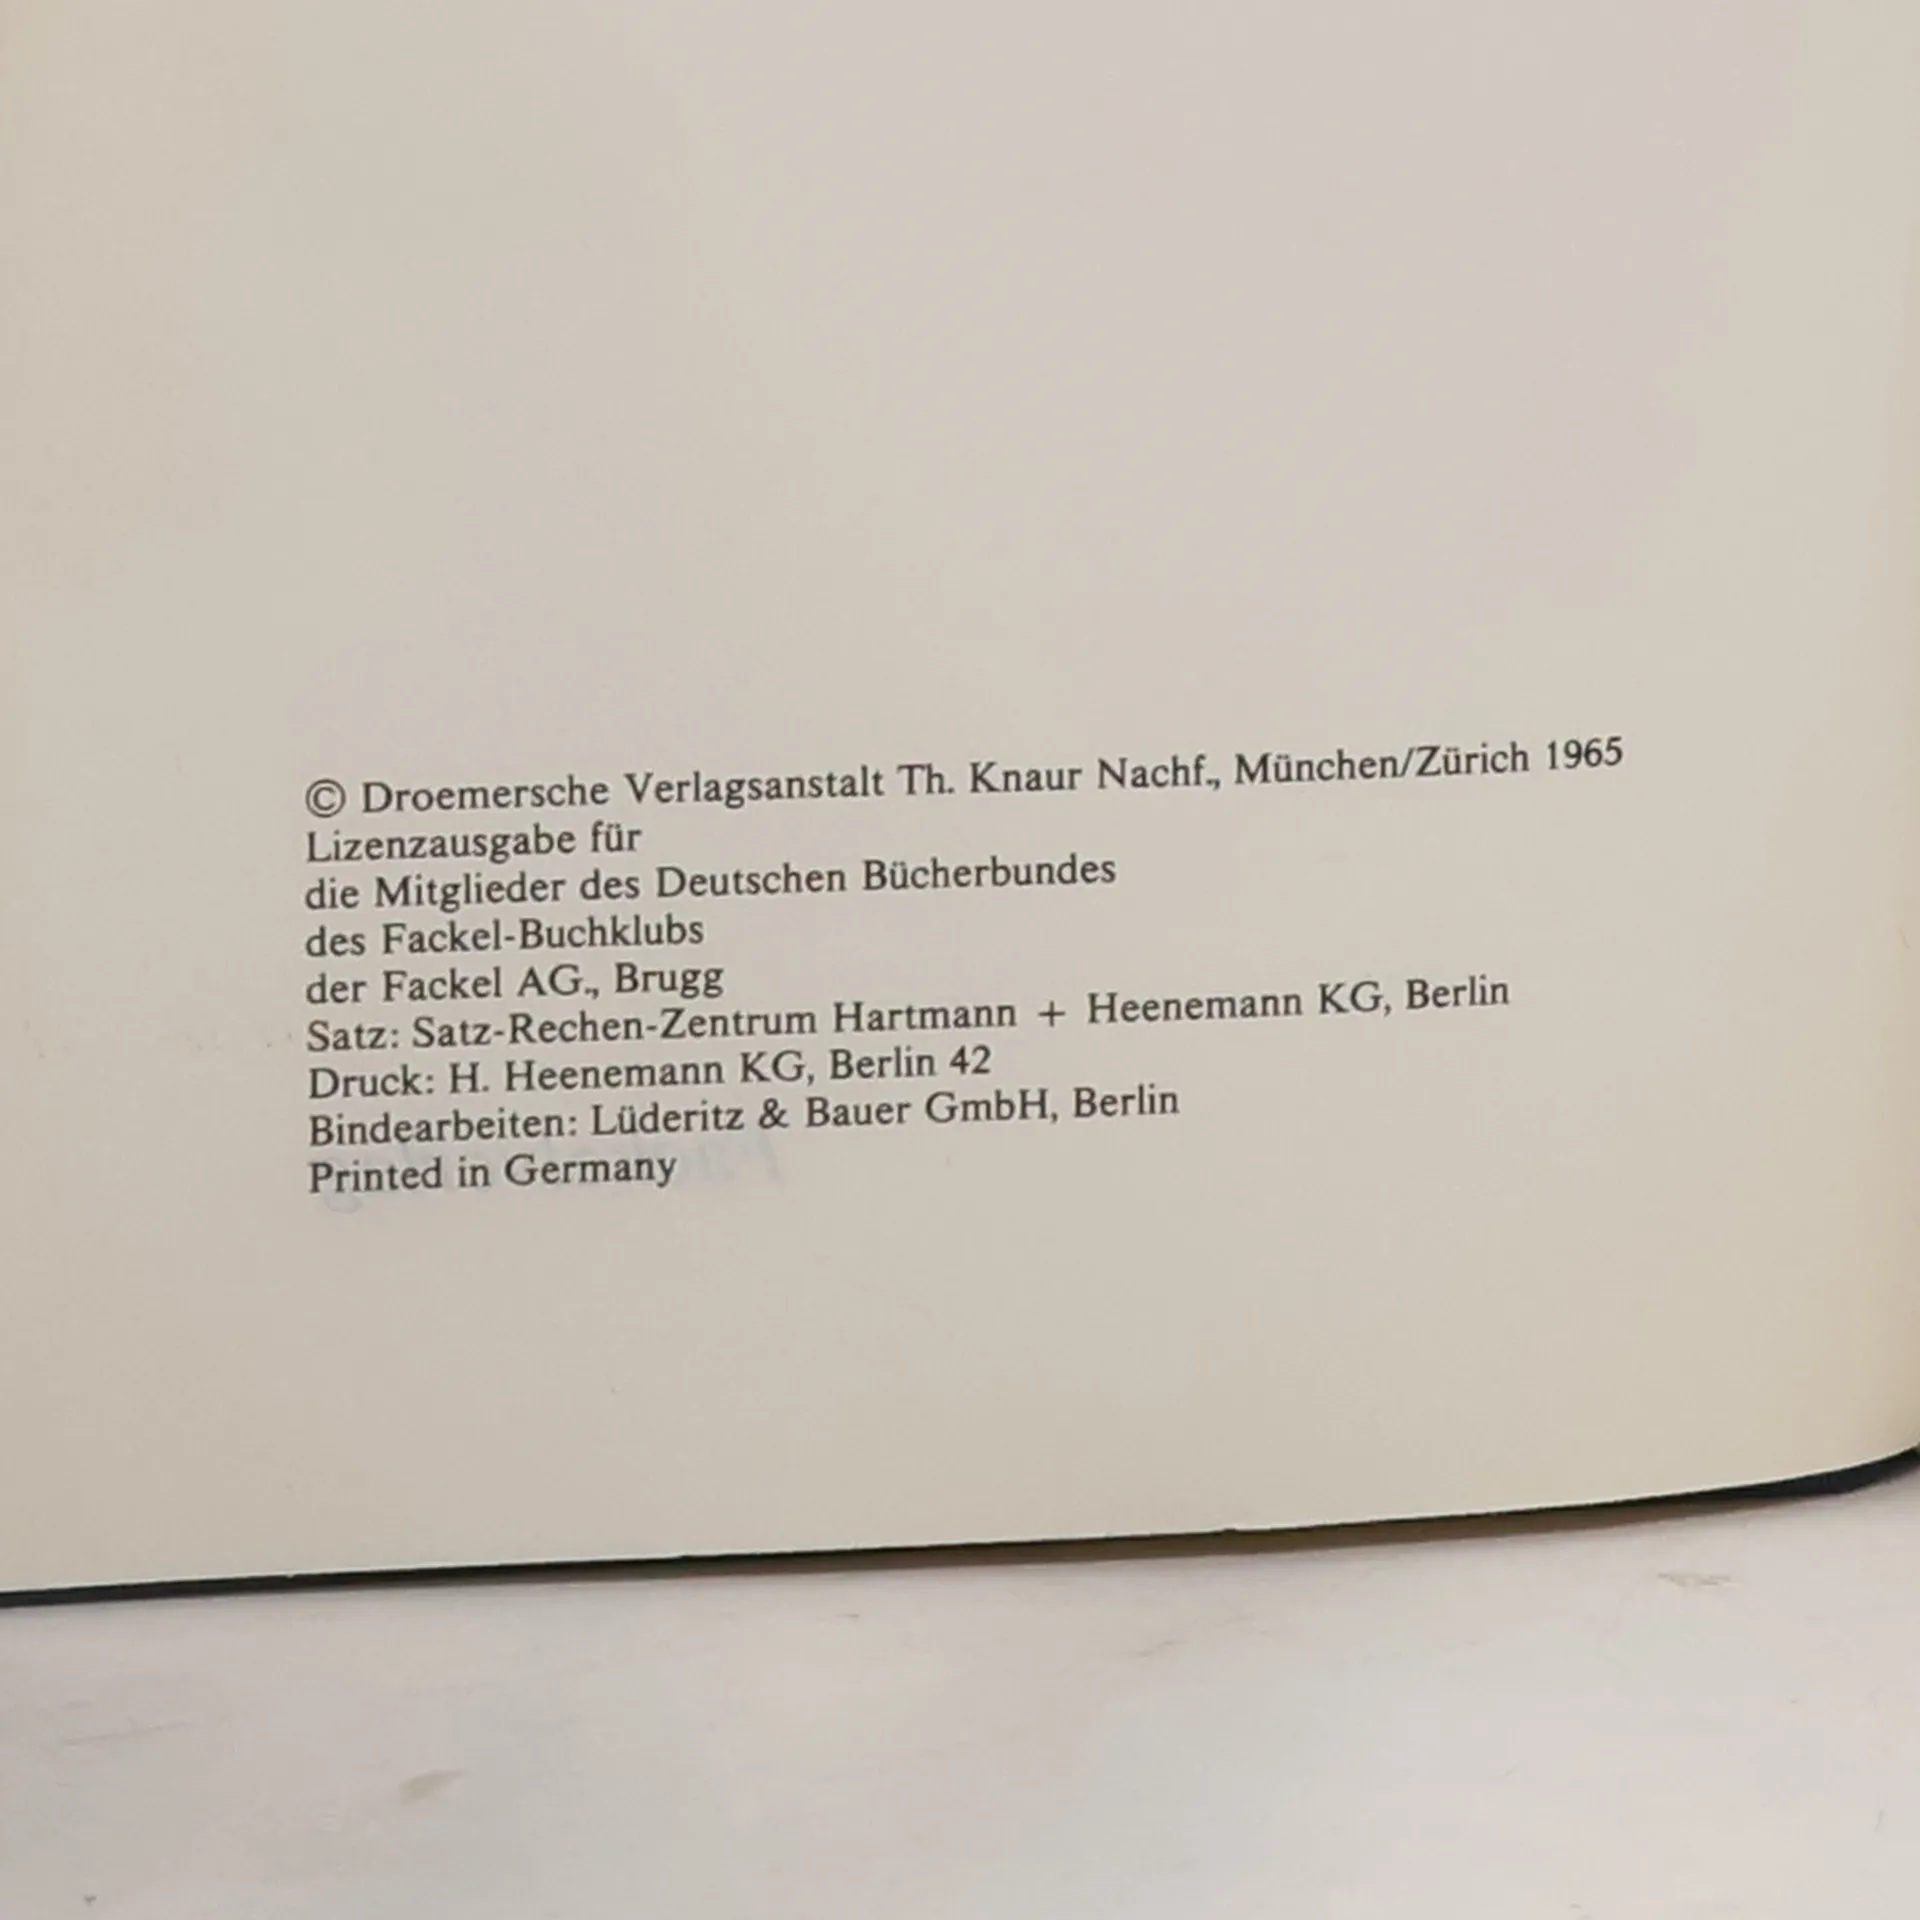 © Droemersche Verlagsanstalt Th. Knaur Nachf., München/Zürich 1965
Lizenzausgabe für
die Mitglieder des Deutschen Bücherbundes
des Fackel-Buchklubs
der Fackel AG., Brugg
Satz: Satz-Rechen-Zentrum Hartmann + Heenemann KG, Berlin
Druck: H. Heenemann KG, Berlin 42
Bindearbeiten: Lüderitz & Bauer GmbH, Berlin
Printed in Germany